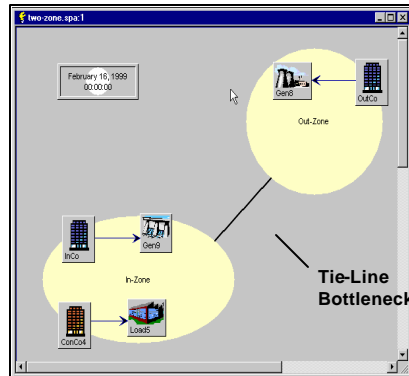 two-zone.spa:1
February 16, 1999
00:00:00
Gen8
OutCo
Out-Zone
InCo
Gen9
In-Zone
ConCo4
Load5
Tie-Line
Bottleneck